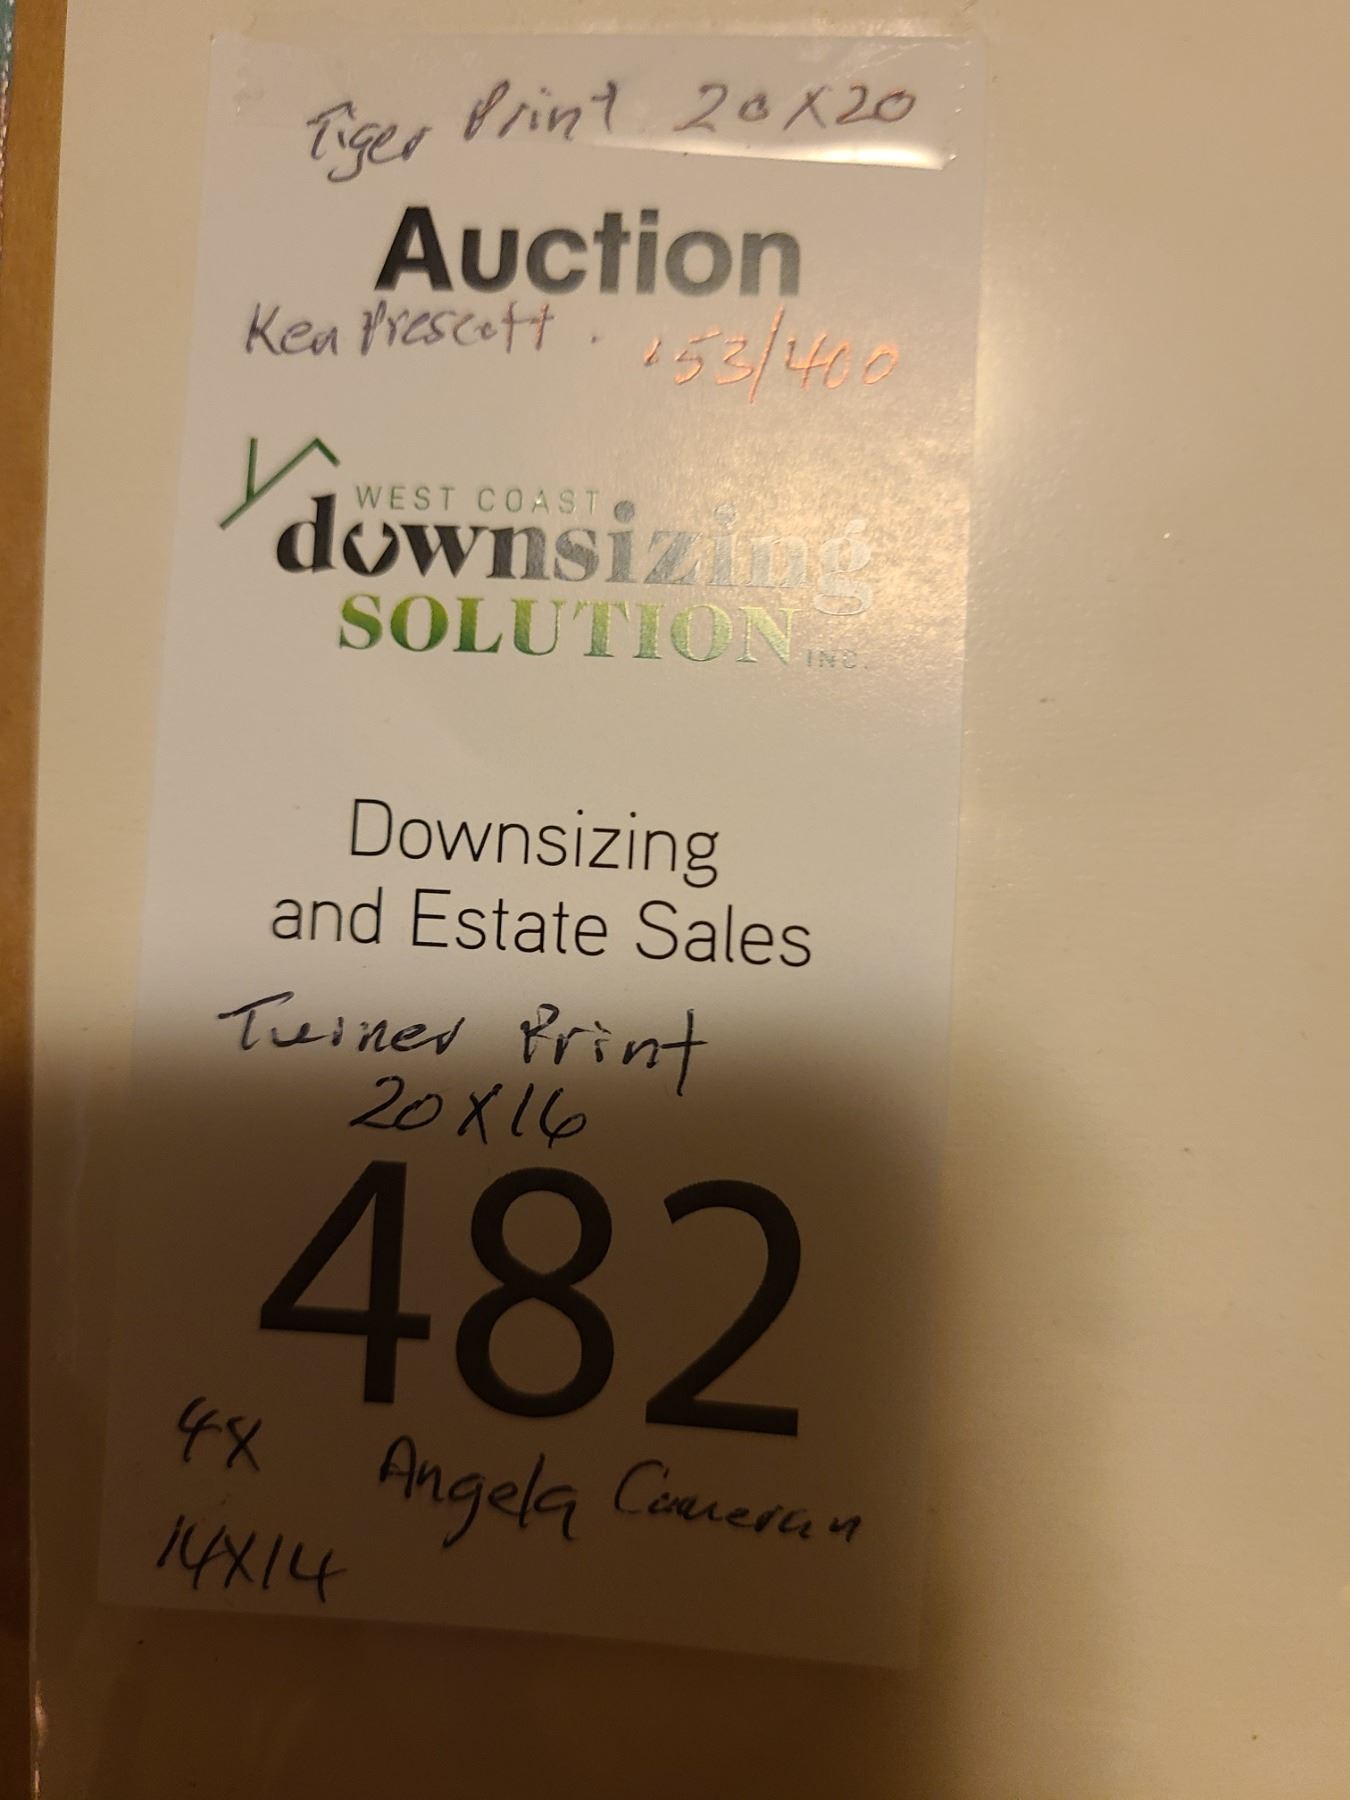 Tiger Print 20X20
Auction
Ken Prescott. 153/400
WEST COAST
downsizing
SOLUTION INC.
Downsizing
and Estate Sales
Turner Print
20X16
482
4X Angela Cameran
14X14